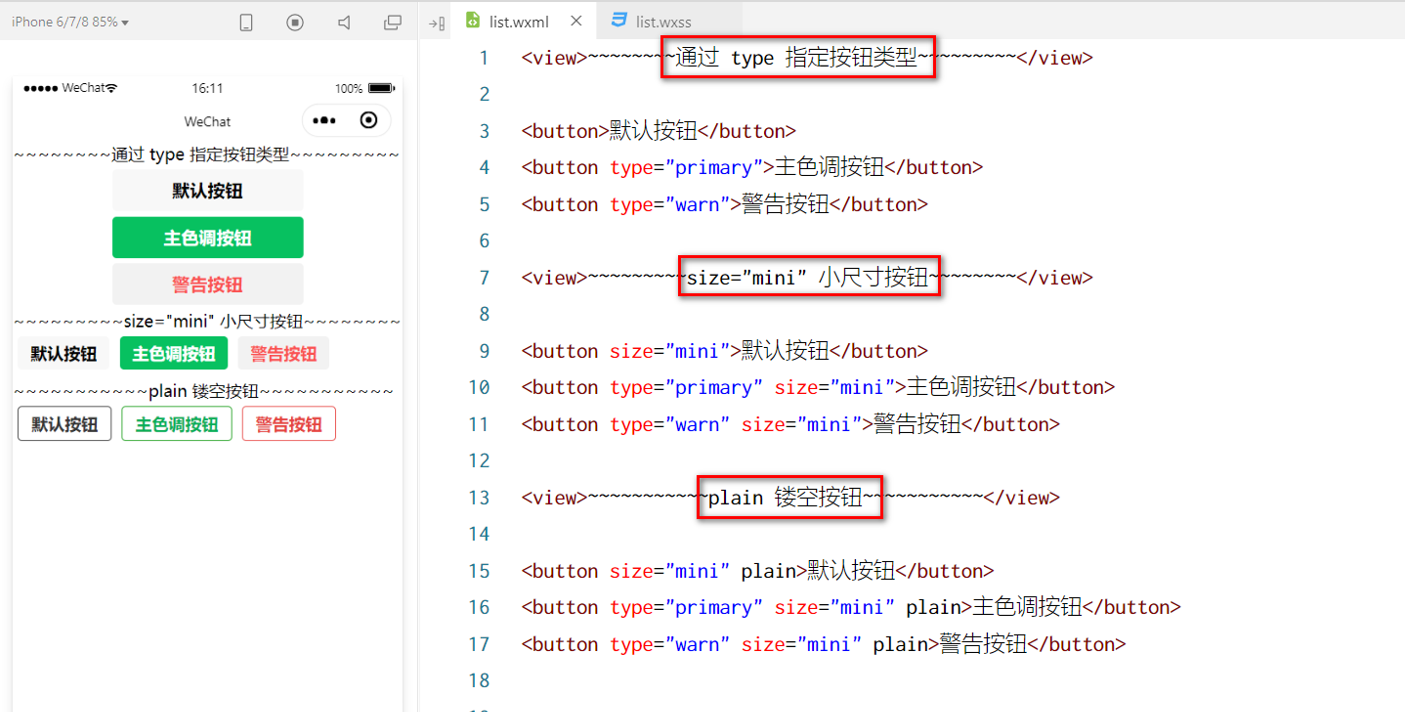 iPhone 6/7/8 85%
WeChat
16:11
100%
WeChat
~~~~~~~~通过 type 指定按钮类型~~~~~~~~~
默认按钮
主色调按钮
警告按钮
~~~~~~~~~size="mini" 小尺寸按钮~~~~~~~~
默认按钮 主色调按钮 警告按钮
~~~~~~~~~~~plain 镂空按钮~~~~~~~~~~~
默认按钮 主色调按钮 警告按钮
list.wxml
list.wxss
1 <view>~~~~~~~~通过 type 指定按钮类型~~~~~~~~~</view>
2
3 <button>默认按钮</button>
4 <button type="primary">主色调按钮</button>
5 <button type="warn">警告按钮</button>
6
7 <view>~~~~~~~~~size="mini" 小尺寸按钮~~~~~~~~</view>
8
9 <button size="mini">默认按钮</button>
10 <button type="primary" size="mini">主色调按钮</button>
11 <button type="warn" size="mini">警告按钮</button>
12
13 <view>~~~~~~~~~~~plain 镂空按钮~~~~~~~~~~~</view>
14
15 <button size="mini" plain>默认按钮</button>
16 <button type="primary" size="mini" plain>主色调按钮</button>
17 <button type="warn" size="mini" plain>警告按钮</button>
18